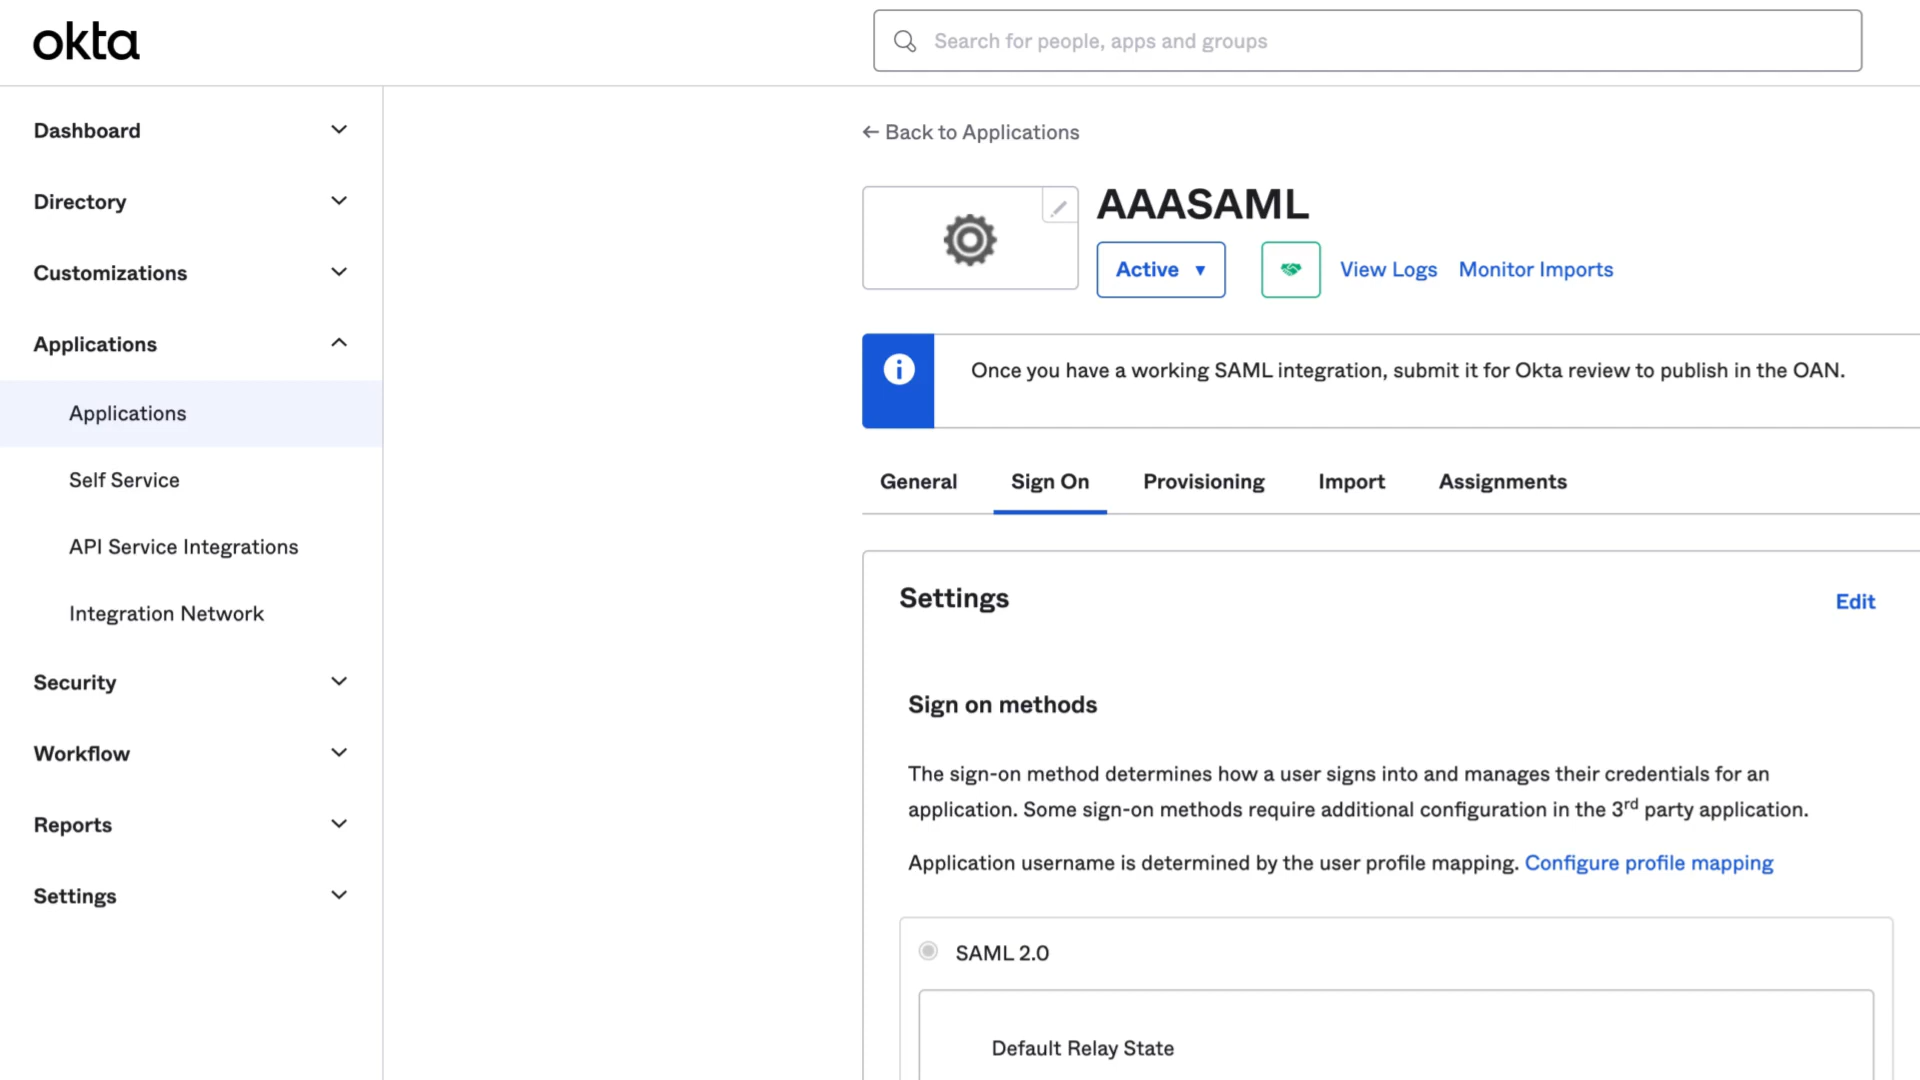 okta
Search for people, apps and groups
Dashboard
Directory
Customizations
Applications
Applications
Self Service
API Service Integrations
Integration Network
Security
Workflow
Reports
Settings
← Back to Applications
AAASAML
Active ▼
View Logs
Monitor Imports
Once you have a working SAML integration, submit it for Okta review to publish in the OAN.
General
Sign On
Provisioning
Import
Assignments
Settings
Edit
Sign on methods
The sign-on method determines how a user signs into and manages their credentials for an
application. Some sign-on methods require additional configuration in the 3rd party application.
Application username is determined by the user profile mapping. Configure profile mapping
SAML 2.0
Default Relay State